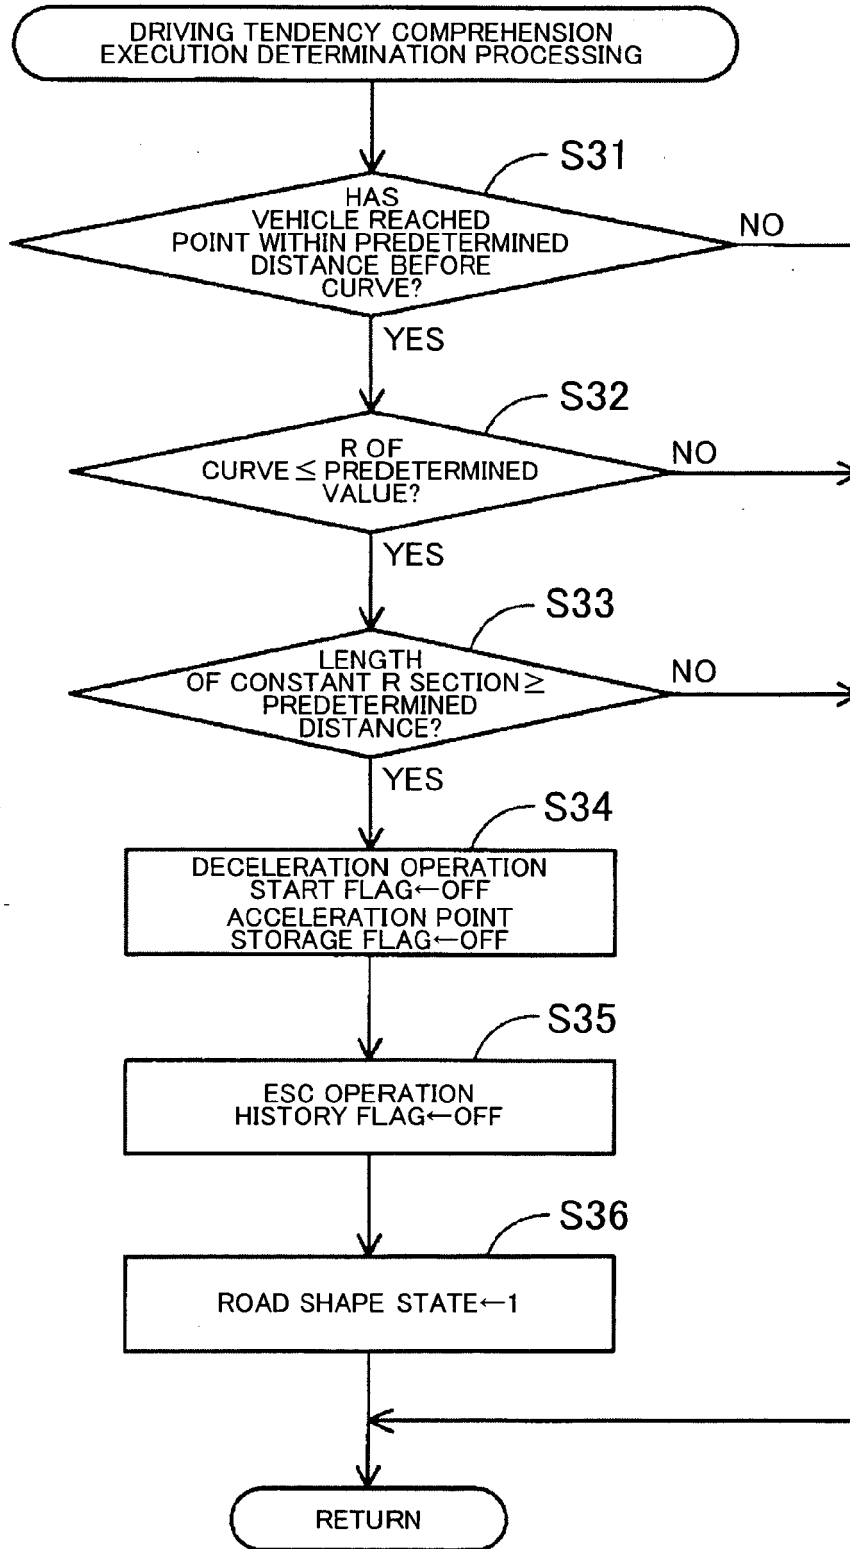 DRIVING TENDENCY COMPREHENSION
EXECUTION DETERMINATION PROCESSING
S31
HAS
VEHICLE REACHED
POINT WITHIN PREDETERMINED
DISTANCE BEFORE
CURVE?
NO
YES
S32
R OF
CURVE ≤ PREDETERMINED
VALUE?
NO
YES
S33
LENGTH
OF CONSTANT R SECTION ≥
PREDETERMINED
DISTANCE?
NO
YES
S34
DECELERATION OPERATION
START FLAG←OFF
ACCELERATION POINT
STORAGE FLAG←OFF
S35
ESC OPERATION
HISTORY FLAG←OFF
S36
ROAD SHAPE STATE←1
RETURN